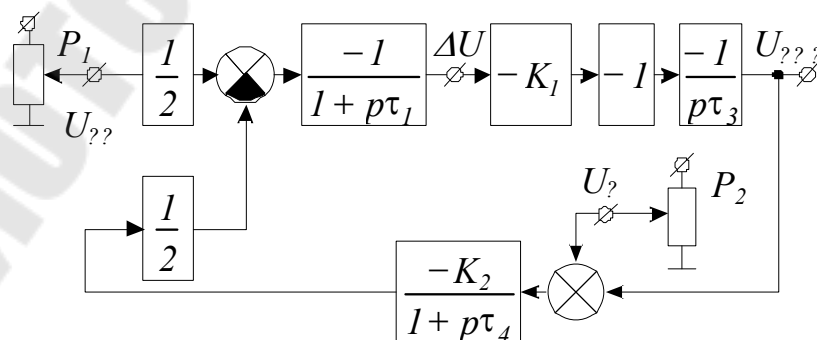 P₁
U??
1/2
-1/(1 + pτ₁)
ΔU
-K₁
-1
-1/(pτ₃)
U???
1/2
U?
P₂
-K₂/(1 + pτ₄)